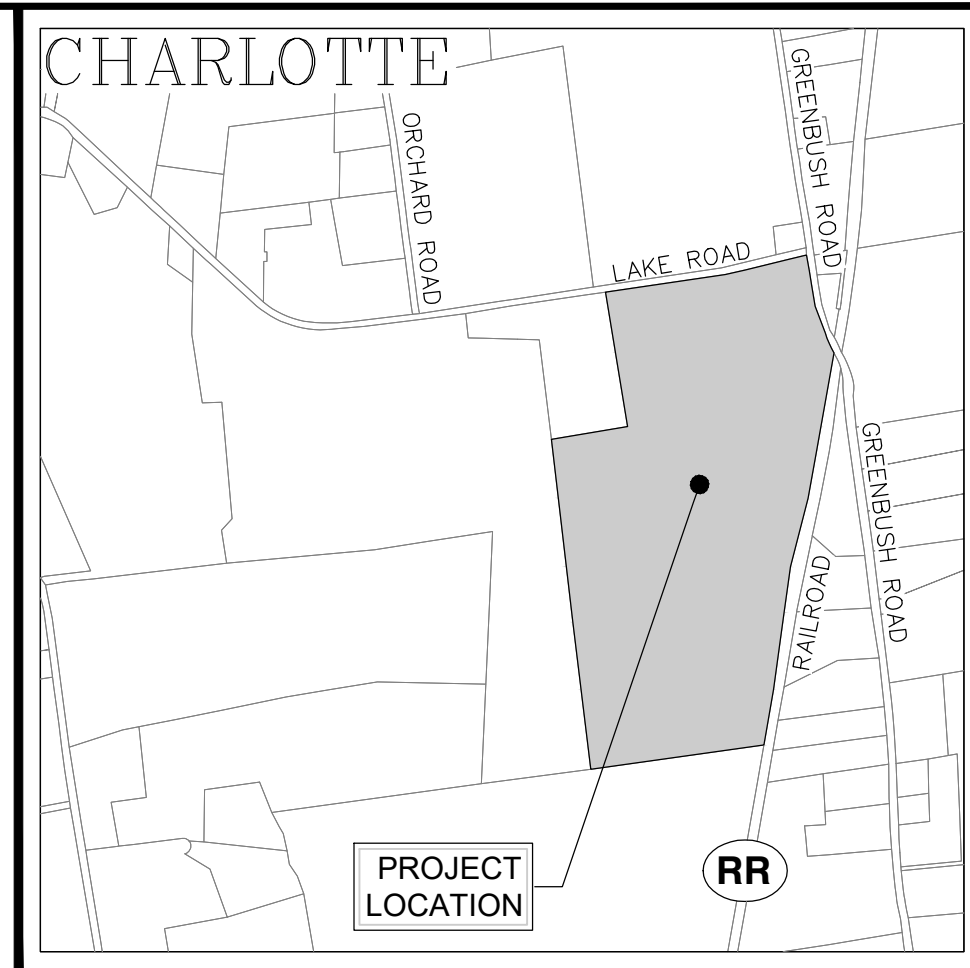 CHARLOTTE
ORCHARD ROAD
GREENBUSH ROAD
LAKE ROAD
GREENBUSH ROAD
RAILROAD
PROJECT
LOCATION
RR